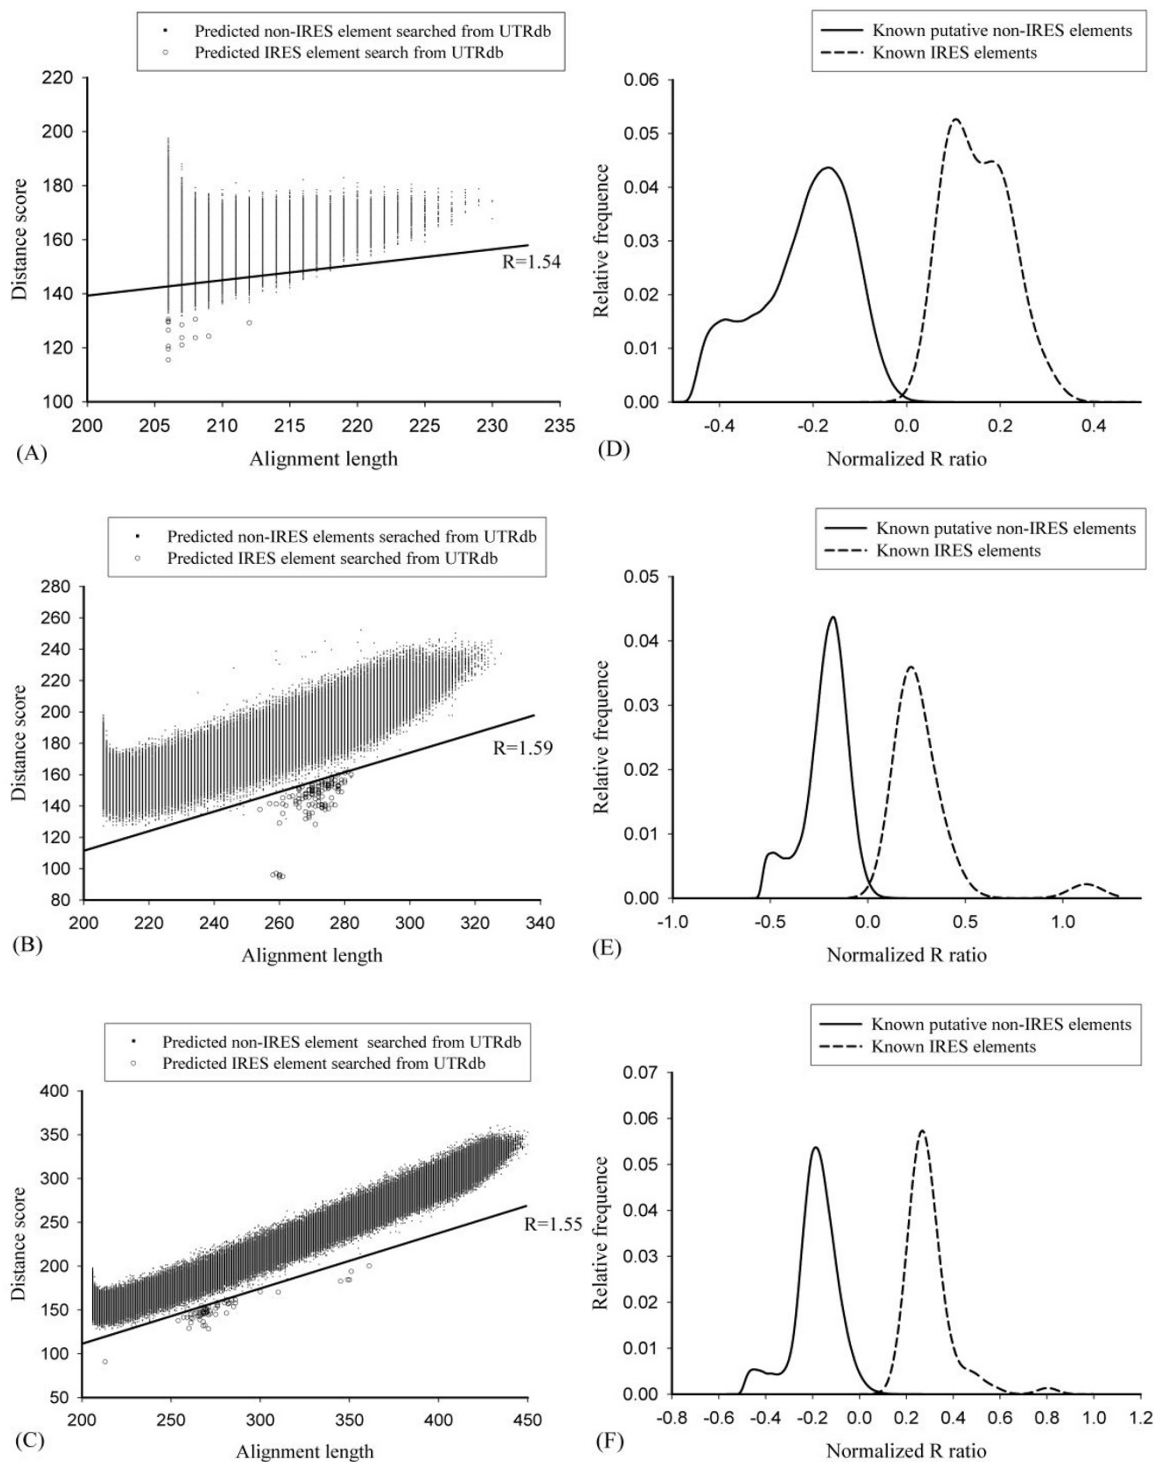 Predicted non-IRES element searched from UTRdb
Predicted IRES element search from UTRdb
220
200
180
160
140
120
100
Distance score
R=1.54
200 205 210 215 220 225 230 235
Alignment length
(A)
Known putative non-IRES elements
Known IRES elements
0.06
0.05
0.04
0.03
0.02
0.01
0.00
Relative frequence
-0.4 -0.2 0.0 0.2 0.4
Normalized R ratio
(D)
Predicted non-IRES elements serached from UTRdb
Predicted IRES element searched from UTRdb
280
260
240
220
200
180
160
140
120
100
80
Distance score
R=1.59
200 220 240 260 280 300 320 340
Alignment length
(B)
Known putative non-IRES elements
Known IRES elements
0.05
0.04
0.03
0.02
0.01
0.00
Relative frequence
-1.0 -0.5 0.0 0.5 1.0
Normalized R ratio
(E)
Predicted non-IRES element searched from UTRdb
Predicted IRES element searched from UTRdb
400
350
300
250
200
150
100
50
Distance score
R=1.55
200 250 300 350 400 450
Alignment length
(C)
Known putative non-IRES elements
Known IRES elements
0.07
0.06
0.05
0.04
0.03
0.02
0.01
0.00
Relative frequence
-0.8 -0.6 -0.4 -0.2 0.0 0.2 0.4 0.6 0.8 1.0 1.2
Normalized R ratio
(F)